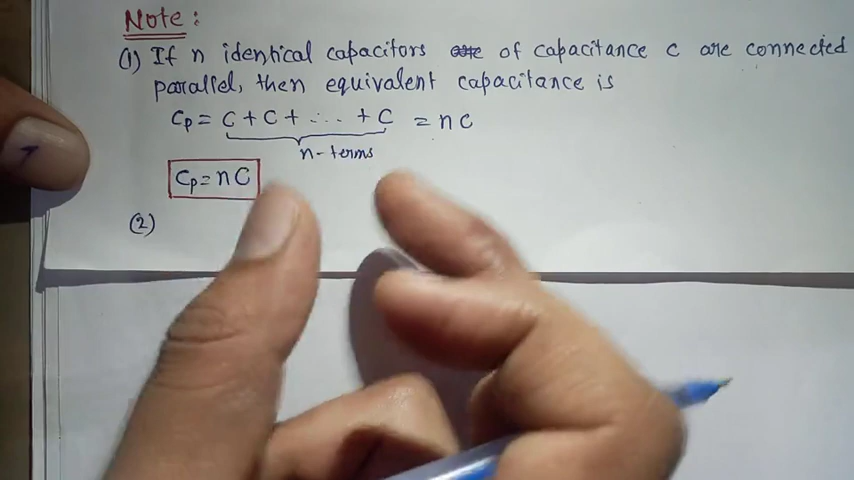 Note:
(1) If n identical capacitors of capacitance C are connected
parallel, then equivalent capacitance is
Cp = C + C + ... + C = nC
n-terms
Cp = nC
(2)